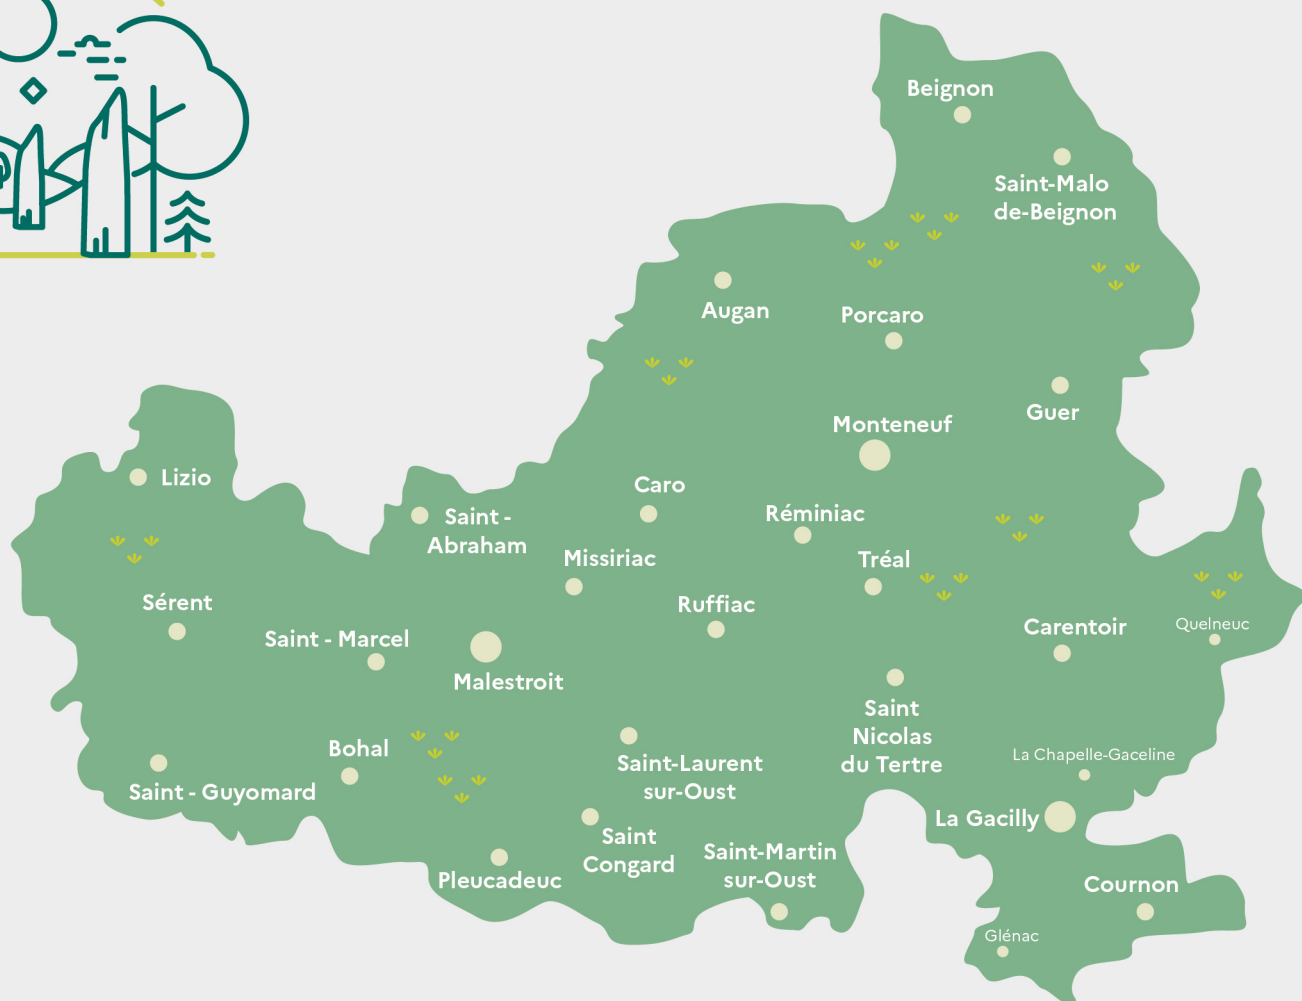 Beignon
Saint-Malo
de-Beignon
Augan
Porcaro
Guer
Monteneuf
Lizio
Caro
Saint -
Abraham
Réminiac
Missiriac
Tréal
Sérent
Ruffiac
Saint - Marcel
Carentoir
Quelneuc
Malestroit
Saint
Nicolas
du Tertre
Bohal
La Chapelle-Gaceline
Saint-Laurent
sur-Oust
Saint - Guyomard
La Gacilly
Saint
Congard
Saint-Martin
sur-Oust
Pleucadeuc
Cournon
Glénac